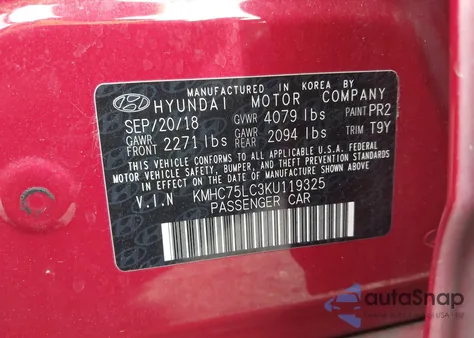 MANUFACTURED IN KOREA BY
HYUNDAI MOTOR COMPANY
SEP/20/18 GVWR 4079 lbs PAINT PR2
GAWR FRONT 2271 lbs GAWR REAR 2094 lbs TRIM T9Y
THIS VEHICLE CONFORMS TO ALL APPLICABLE FEDERAL
MOTOR VEHICLE SAFETY, BUMPER, AND THEFT PREVENTION
STANDARDS IN EFFECT ON THE DATE OF
MANUFACTURE SHOWN ABOVE.
V.I.N KMHC75LC3KU119325
PASSENGER CAR
autoSnap